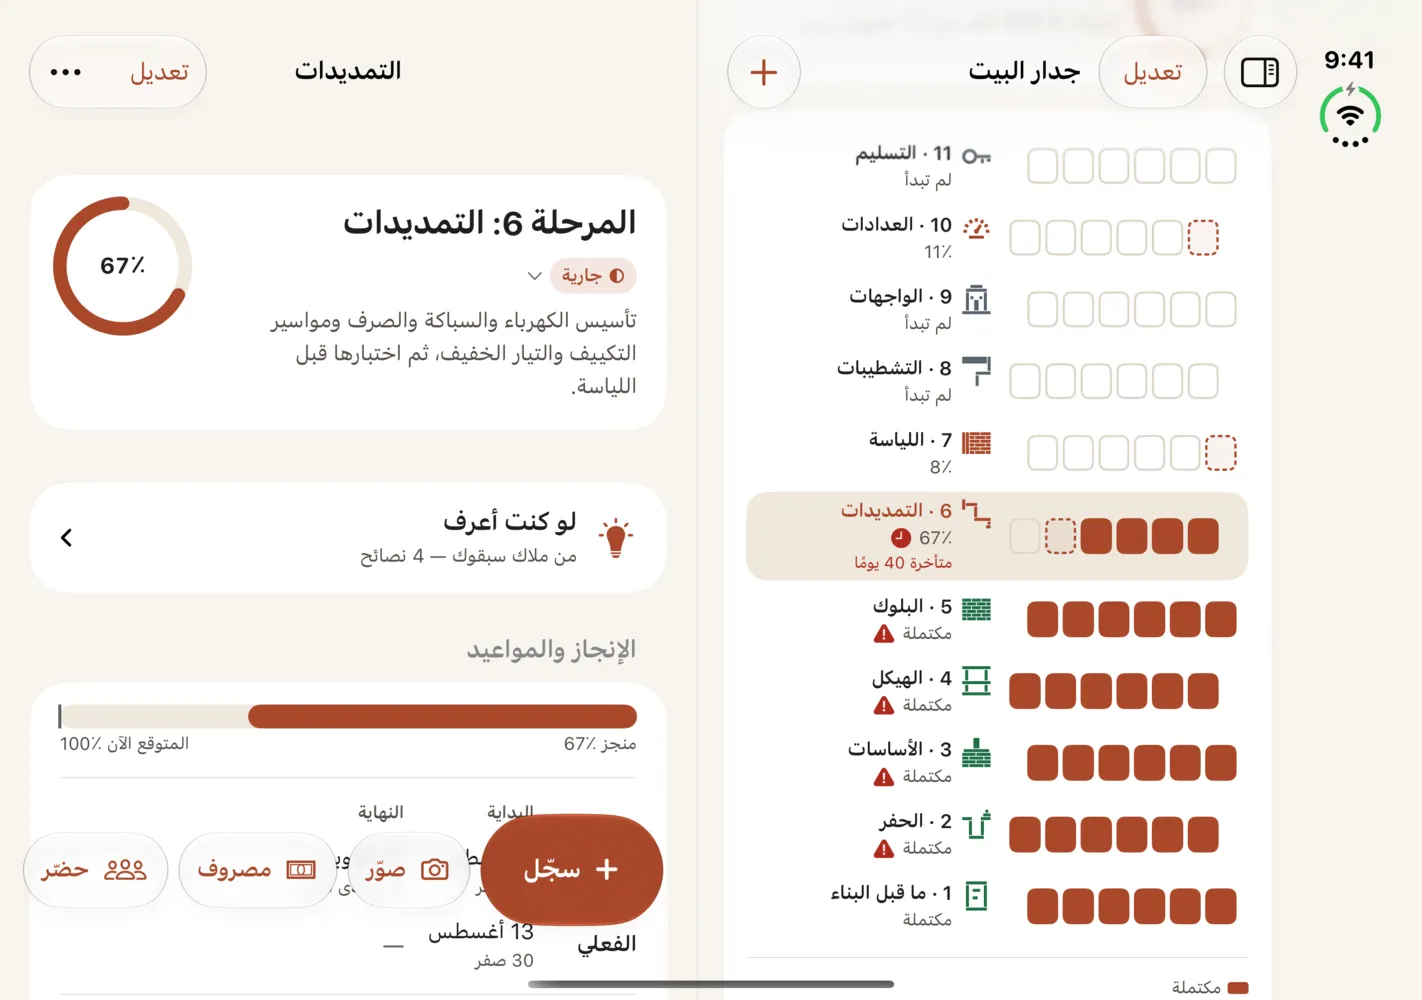 9:41
تعديل
جدار البيت
11 · التسليم
لم تبدأ
10 · العدادات
11٪
9 · الواجهات
لم تبدأ
8 · التشطيبات
لم تبدأ
7 · اللياسة
8٪
6 · التمديدات
67٪
متأخرة 40 يومًا
5 · البلوك
مكتملة
4 · الهيكل
مكتملة
3 · الأساسات
مكتملة
2 · الحفر
مكتملة
1 · ما قبل البناء
مكتملة
مكتملة
التمديدات
تعديل
المرحلة 6: التمديدات
جارية
67٪
تأسيس الكهرباء والسباكة والصرف ومواسير
التكييف والتيار الخفيف، ثم اختبارها قبل
اللياسة.
لو كنت أعرف
من ملاك سبقوك — 4 نصائح
الإنجاز والمواعيد
منجز 67٪
المتوقع الآن 100٪
البداية
النهاية
سجّل
صوّر
مصروف
حضّر
الفعلي
13 أغسطس
—
30 صفر